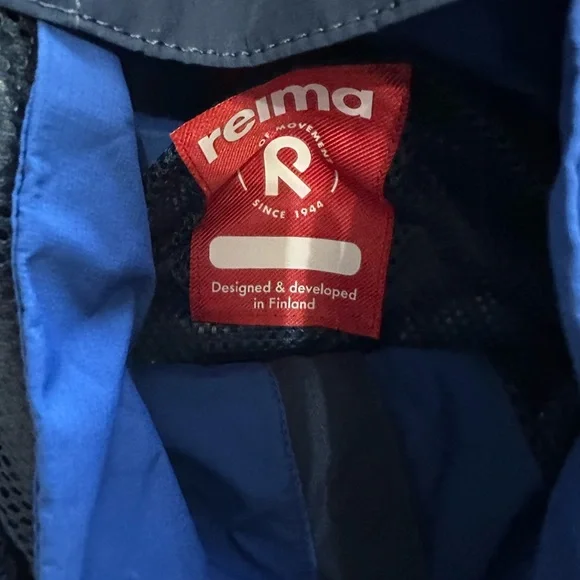 reima
OF MOVEMENT
SINCE 1944
Designed & developed
in Finland